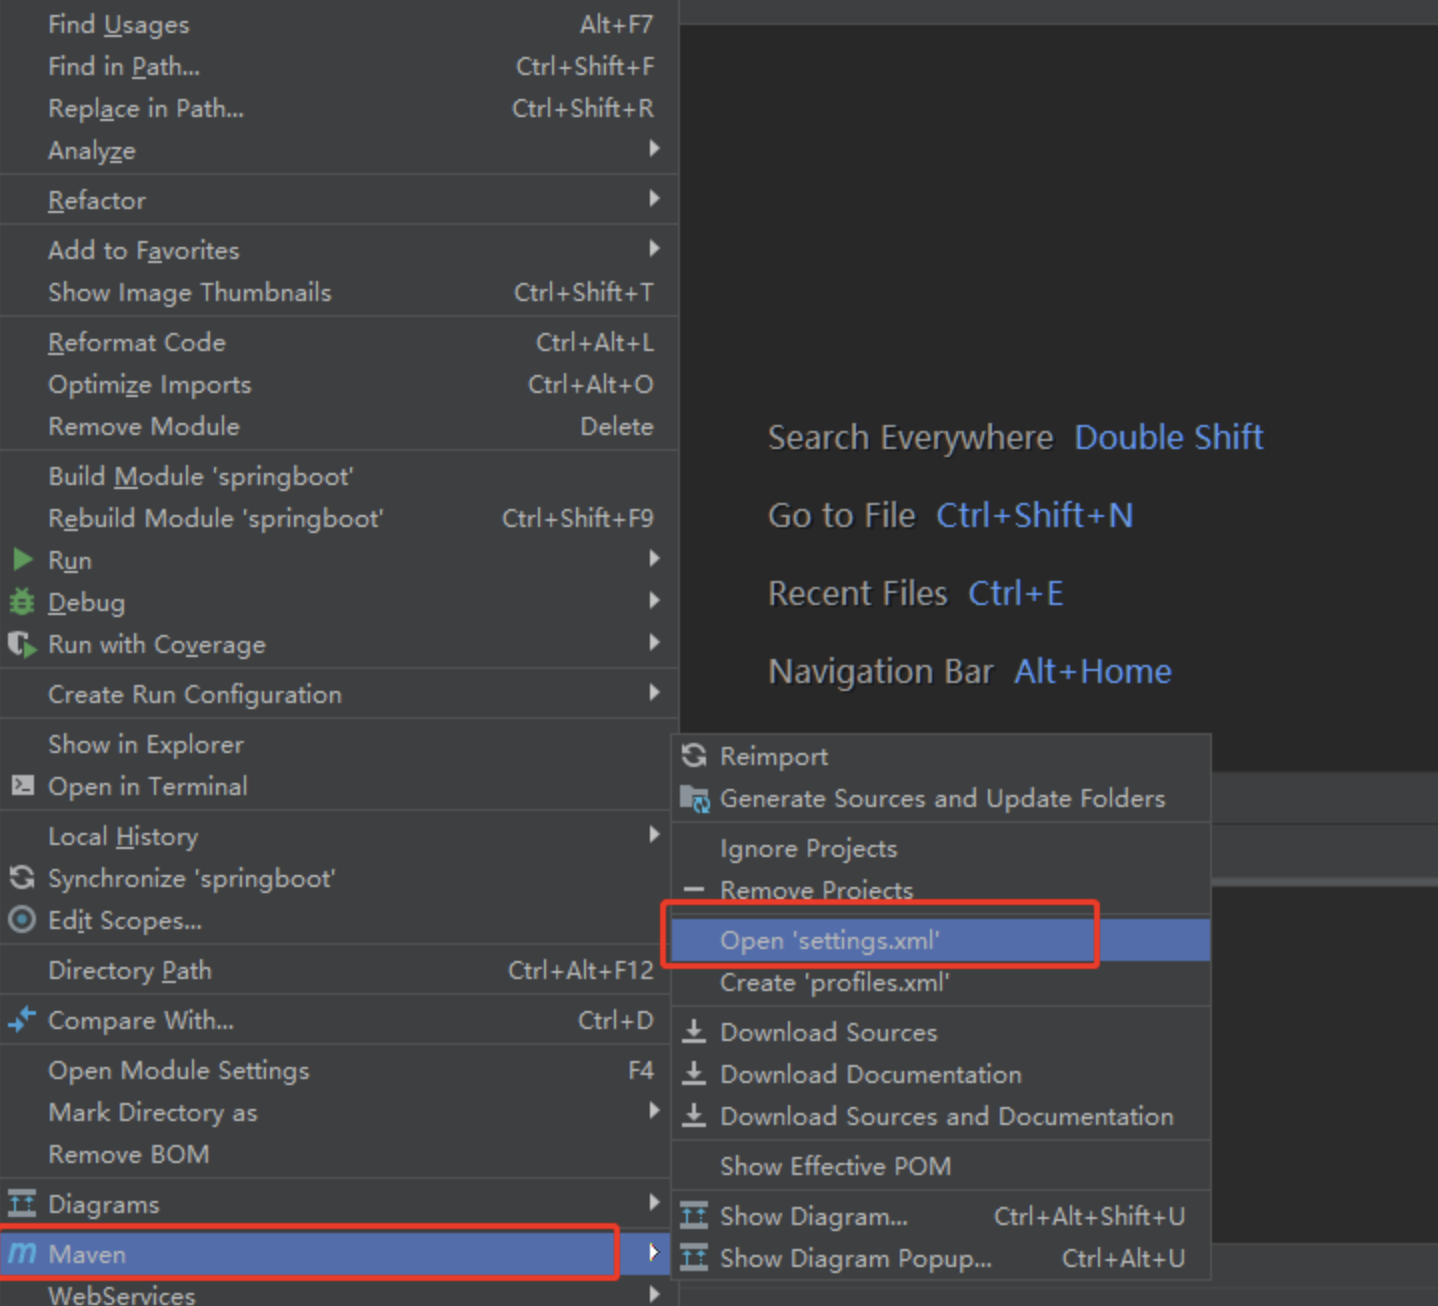 Find Usages Alt+F7
Find in Path... Ctrl+Shift+F
Replace in Path... Ctrl+Shift+R
Analyze
Refactor
Add to Favorites
Show Image Thumbnails Ctrl+Shift+T
Reformat Code Ctrl+Alt+L
Optimize Imports Ctrl+Alt+O
Remove Module Delete
Build Module 'springboot'
Rebuild Module 'springboot' Ctrl+Shift+F9
Run
Debug
Run with Coverage
Create Run Configuration
Show in Explorer
Open in Terminal
Local History
Synchronize 'springboot'
Edit Scopes...
Directory Path Ctrl+Alt+F12
Compare With... Ctrl+D
Open Module Settings F4
Mark Directory as
Remove BOM
Diagrams
Maven
WebServices
Search Everywhere Double Shift
Go to File Ctrl+Shift+N
Recent Files Ctrl+E
Navigation Bar Alt+Home
Reimport
Generate Sources and Update Folders
Ignore Projects
Remove Projects
Open 'settings.xml'
Create 'profiles.xml'
Download Sources
Download Documentation
Download Sources and Documentation
Show Effective POM
Show Diagram... Ctrl+Alt+Shift+U
Show Diagram Popup... Ctrl+Alt+U